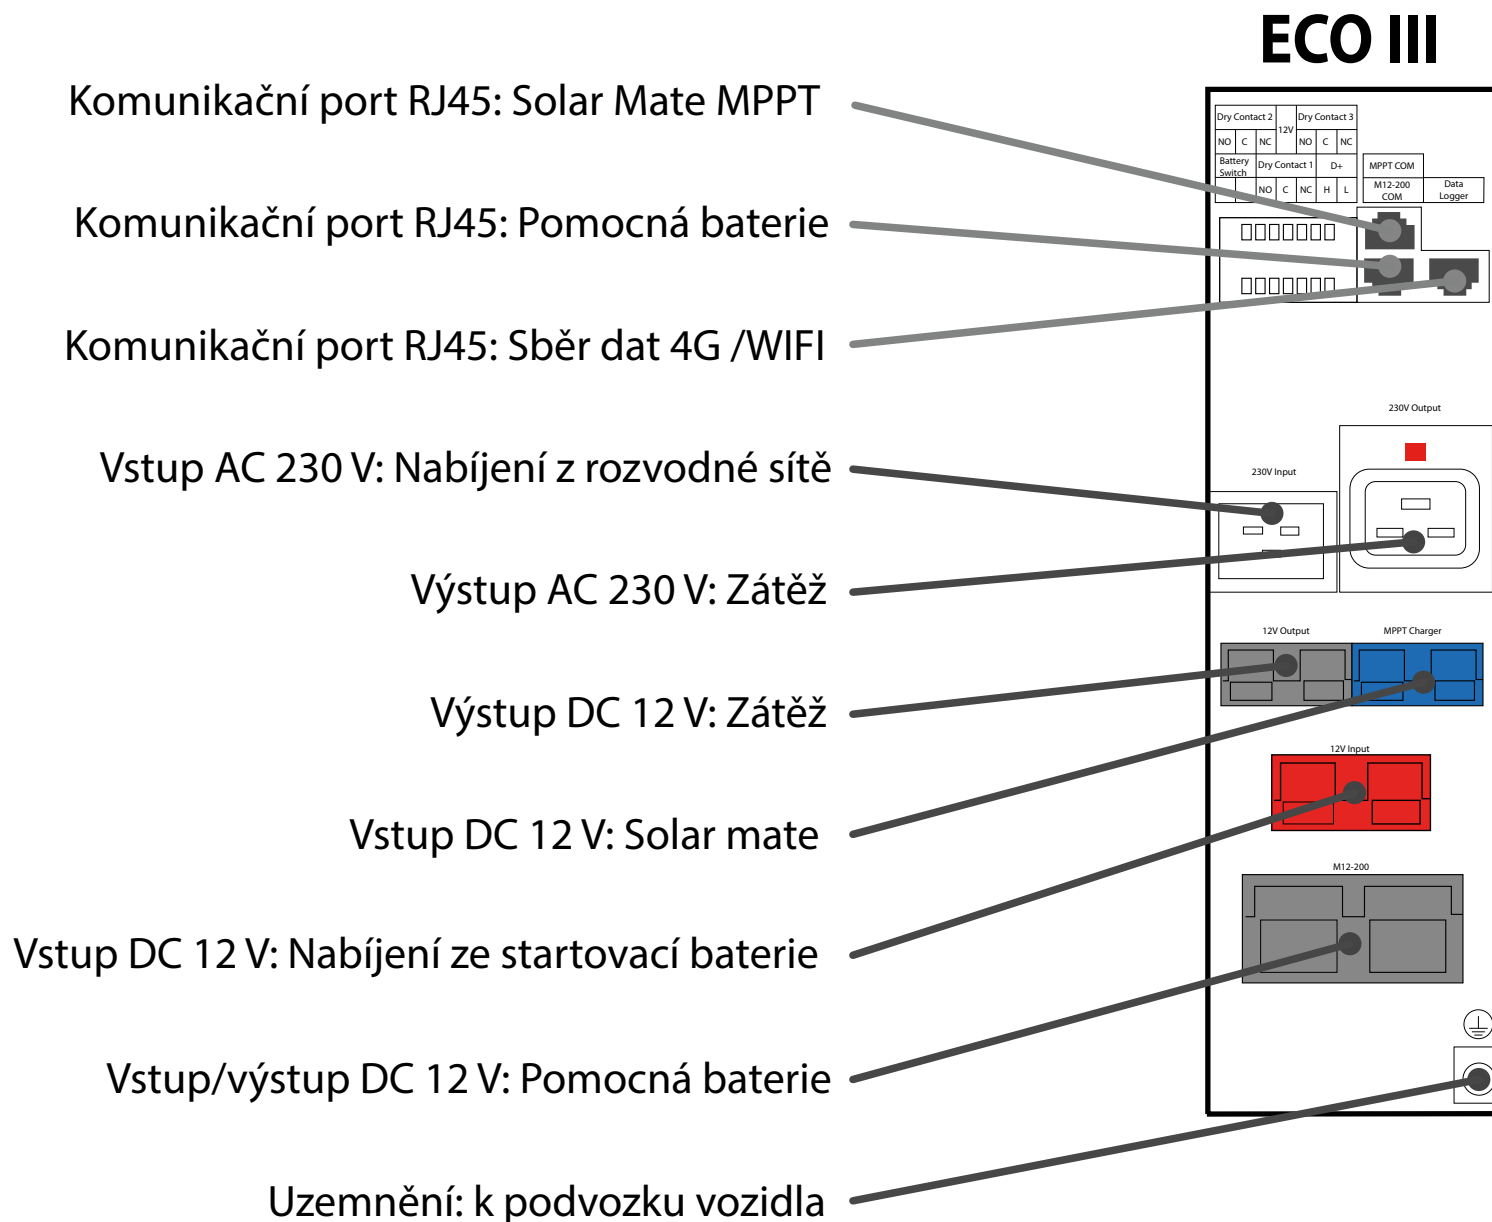 ECO III
Komunikační port RJ45: Solar Mate MPPT
Komunikační port RJ45: Pomocná baterie
Komunikační port RJ45: Sběr dat 4G /WIFI
Vstup AC 230 V: Nabíjení z rozvodné sítě
Výstup AC 230 V: Zátěž
Výstup DC 12 V: Zátěž
Vstup DC 12 V: Solar mate
Vstup DC 12 V: Nabíjení ze startovací baterie
Vstup/výstup DC 12 V: Pomocná baterie
Uzemnění: k podvozku vozidla
Dry Contact 2 12V Dry Contact 3
NO C NC NO C NC
Battery Switch Dry Contact 1 D+
NO C NC H L
MPPT COM
M12-200 COM
Data Logger
230V Output
230V Input
12V Output MPPT Charger
12V Input
M12-200